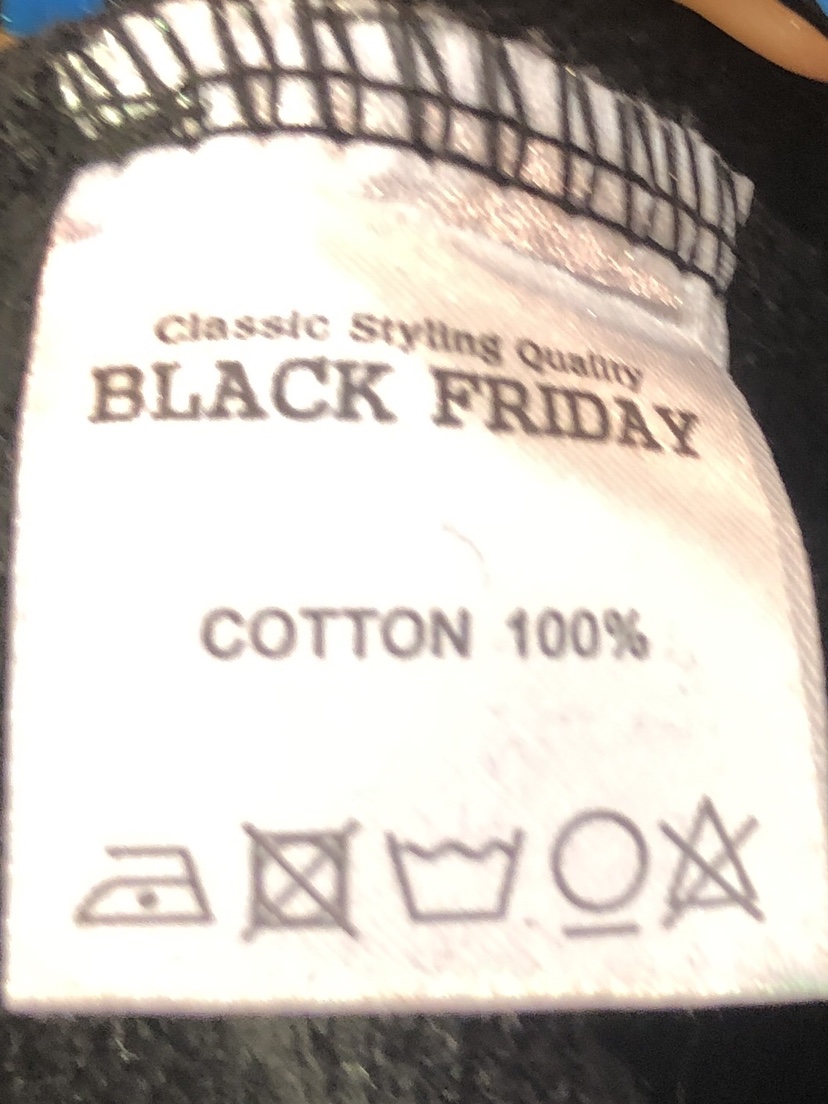 Classic Styling Quality
BLACK FRIDAY
COTTON 100%